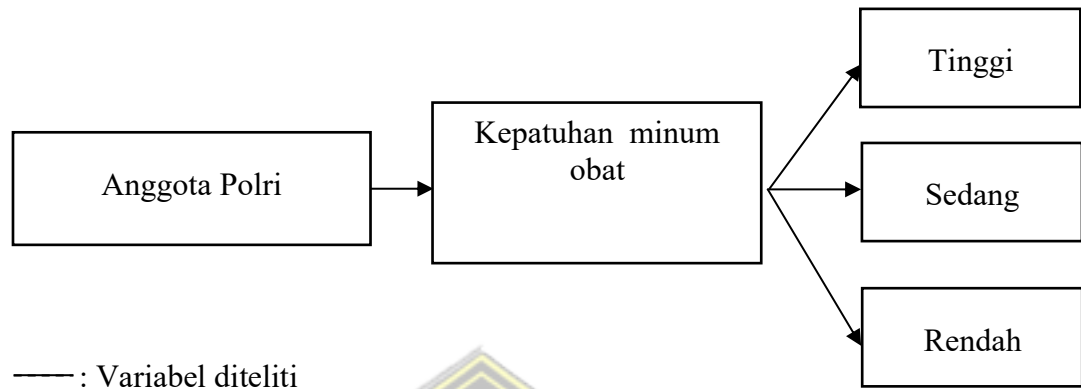 Tinggi
Kepatuhan minum
obat
Anggota Polri
Sedang
Rendah
: Variabel diteliti